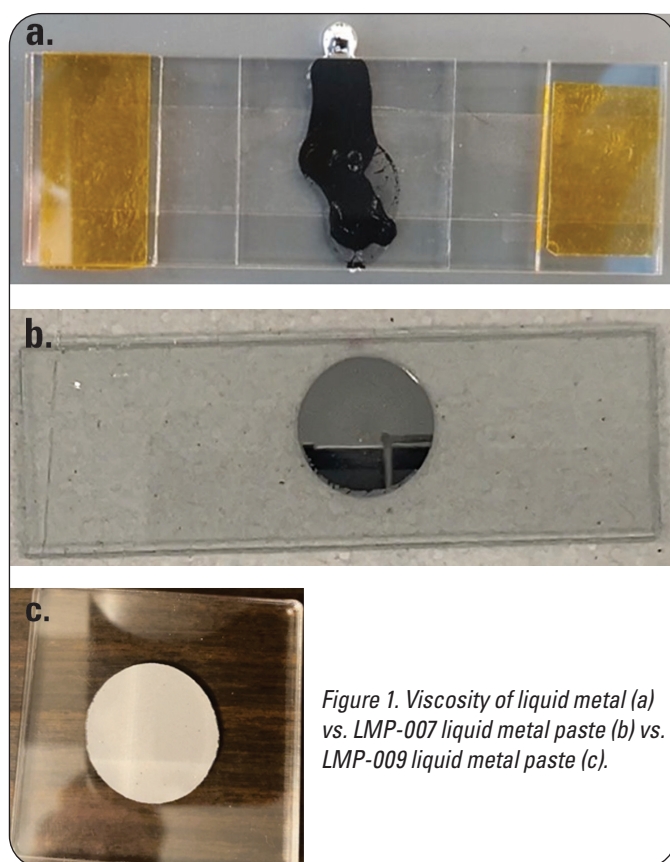 a.
b.
c.
Figure 1. Viscosity of liquid metal (a)
vs. LMP-007 liquid metal paste (b) vs.
LMP-009 liquid metal paste (c).